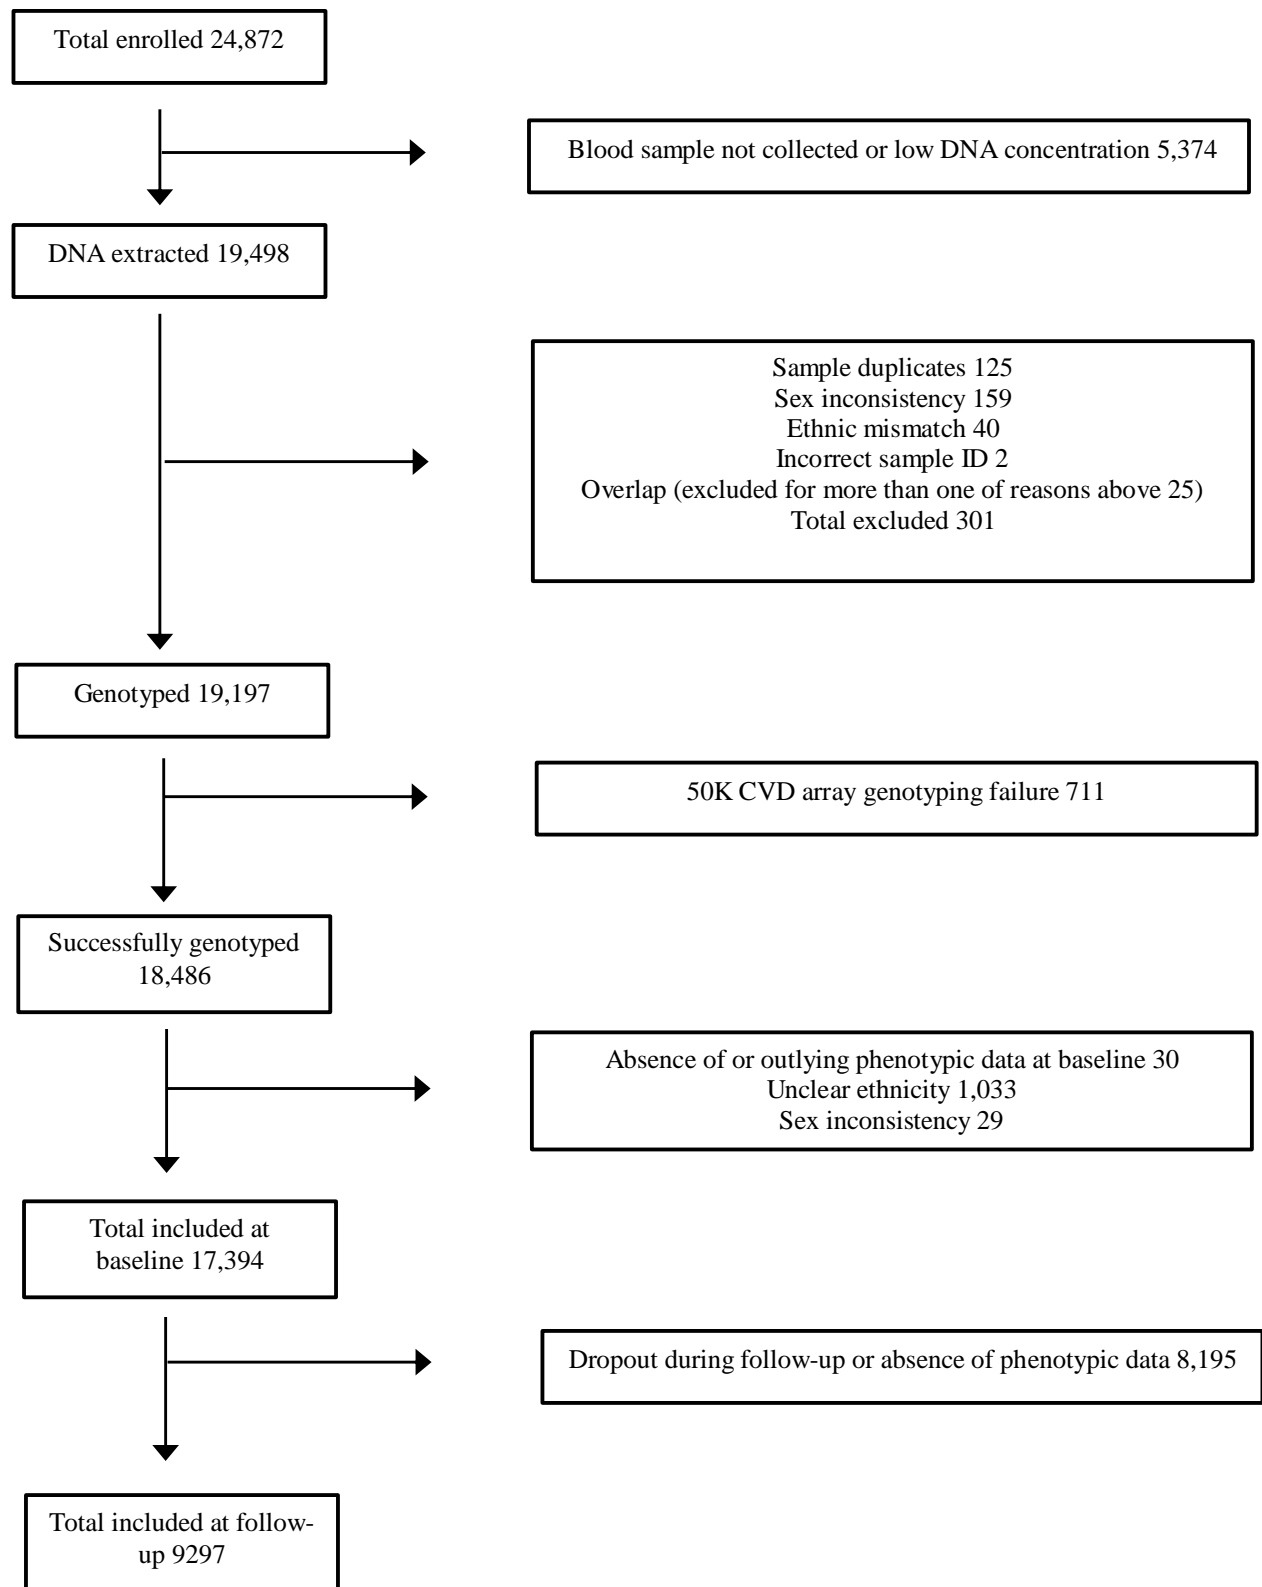 Total enrolled 24,872
Blood sample not collected or low DNA concentration 5,374
DNA extracted 19,498
Sample duplicates 125
Sex inconsistency 159
Ethnic mismatch 40
Incorrect sample ID 2
Overlap (excluded for more than one of reasons above 25)
Total excluded 301
Genotyped 19,197
50K CVD array genotyping failure 711
Successfully genotyped
18,486
Absence of or outlying phenotypic data at baseline 30
Unclear ethnicity 1,033
Sex inconsistency 29
Total included at
baseline 17,394
Dropout during follow-up or absence of phenotypic data 8,195
Total included at follow-
up 9297